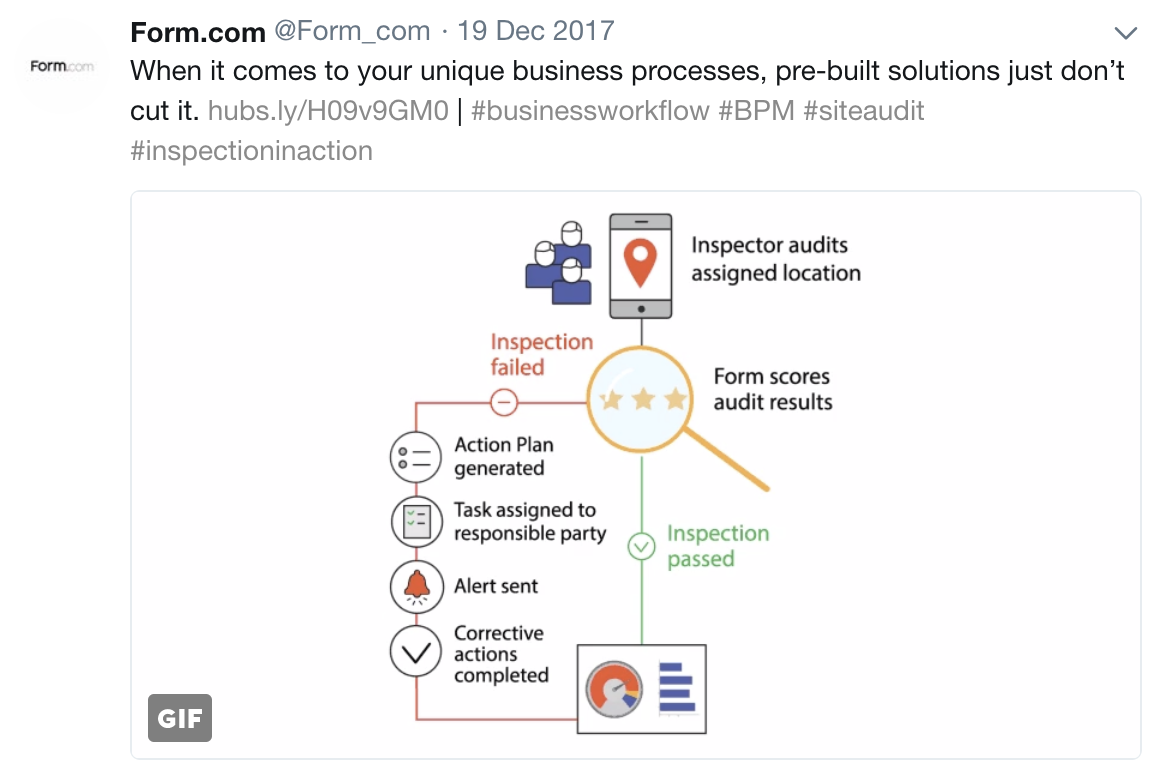 Form.com @Form_com · 19 Dec 2017
Form.com
When it comes to your unique business processes, pre-built solutions just don’t
cut it. hubs.ly/H09v9GM0 | #businessworkflow #BPM #siteaudit
#inspectioninaction
Inspector audits
assigned location
Inspection
failed
Form scores
audit results
Action Plan
generated
Task assigned to
responsible party
Inspection
passed
Alert sent
Corrective
actions
completed
GIF